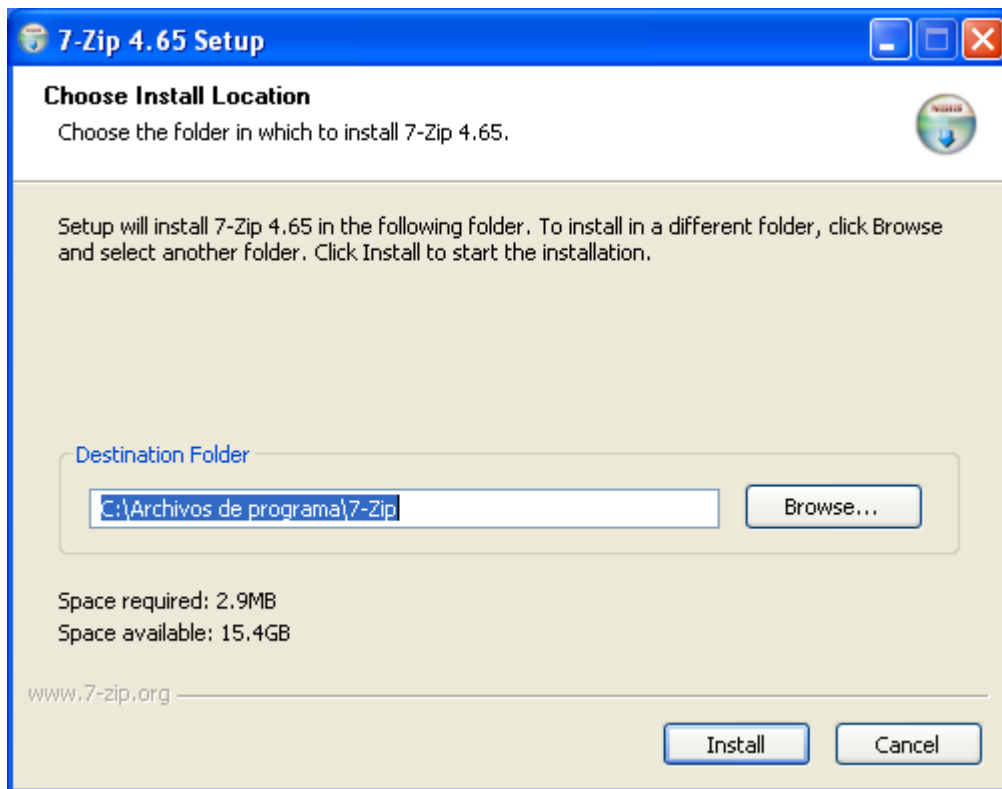 7-Zip 4.65 Setup
Choose Install Location
Choose the folder in which to install 7-Zip 4.65.
NSIS
Setup will install 7-Zip 4.65 in the following folder. To install in a different folder, click Browse
and select another folder. Click Install to start the installation.
Destination Folder
C:\Archivos de programa\7-Zip
Browse...
Space required: 2.9MB
Space available: 15.4GB
www.7-zip.org
Install
Cancel